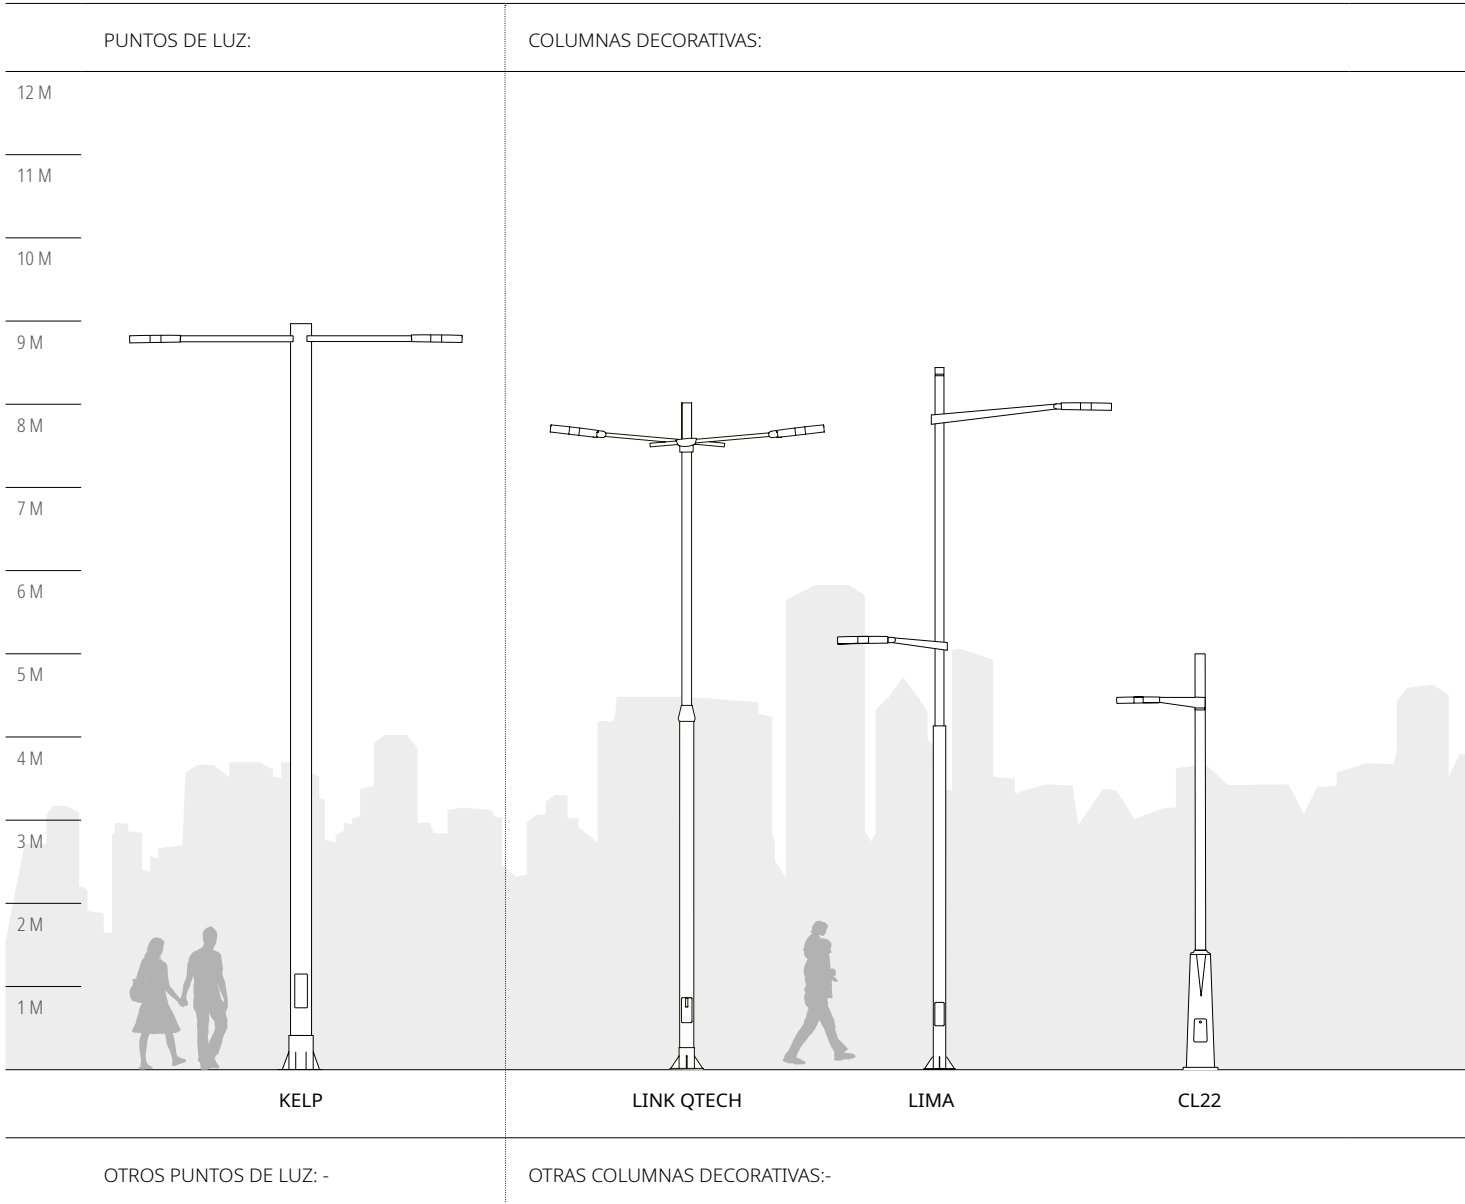 PUNTOS DE LUZ:
COLUMNAS DECORATIVAS:
12 M
11 M
10 M
9 M
8 M
7 M
6 M
5 M
4 M
3 M
2 M
1 M
KELP
LINK QTECH
LIMA
CL22
OTROS PUNTOS DE LUZ: -
OTRAS COLUMNAS DECORATIVAS:-